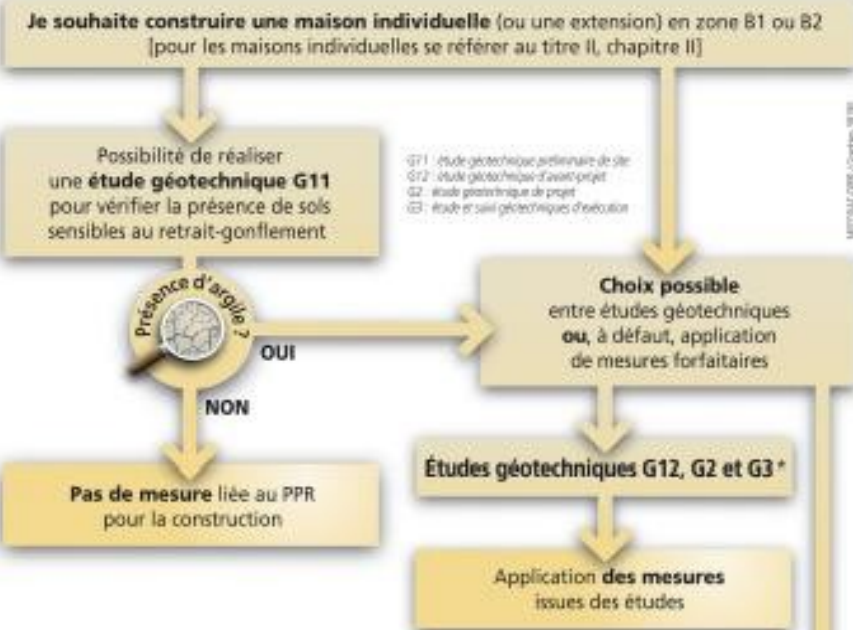 Je souhaite construire une maison individuelle (ou une extension) en zone B1 ou B2
[pour les maisons individuelles se référer au titre II, chapitre II]
Possibilité de réaliser
une étude géotechnique G11
pour vérifier la présence de sols
sensibles au retrait-gonflement
G11 : étude géotechnique préliminaire de site
G12 : étude géotechnique d'avant-projet
G2 : étude géotechnique de projet
G3 : étude et suivi géotechniques d'exécution
Présence d'argile ?
OUI
NON
Choix possible
entre études géotechniques
ou, à défaut, application
de mesures forfaitaires
Études géotechniques G12, G2 et G3*
Pas de mesure liée au PPR
pour la construction
Application des mesures
issues des études